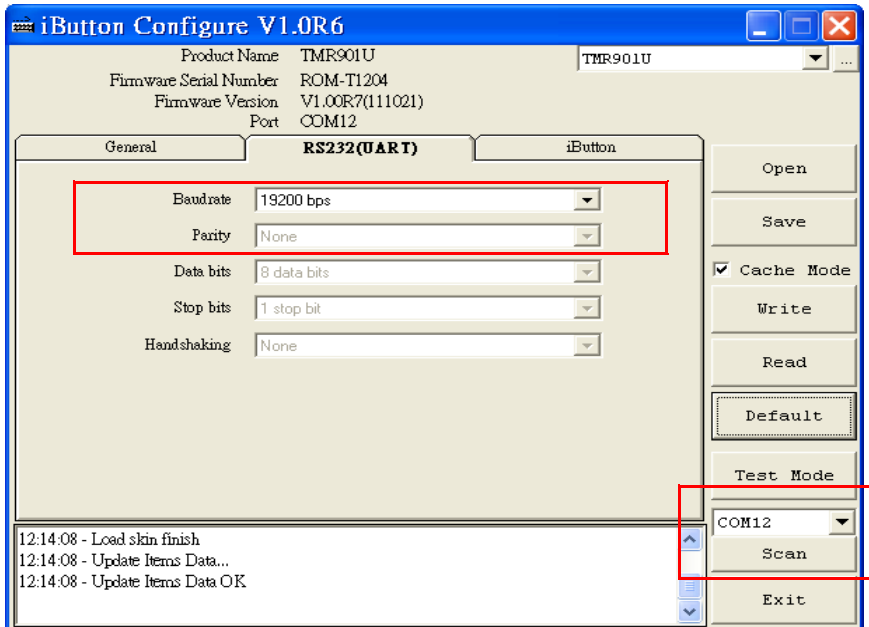 iButton Configure V1.0R6
Product Name TMR901U
TMR901U ...
Firmware Serial Number ROM-T1204
Firmware Version V1.00R7(111021)
Port COM12
General RS232(UART) iButton
Baudrate 19200 bps
Parity None
Data bits 8 data bits
Stop bits 1 stop bit
Handshaking None
Open
Save
Cache Mode
Write
Read
Default
Test Mode
COM12
Scan
Exit
12:14:08 - Load skin finish
12:14:08 - Update Items Data...
12:14:08 - Update Items Data OK